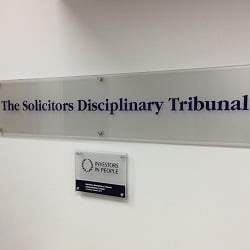 The Solicitors Disciplinary Tribunal
INVESTORS
IN PEOPLE